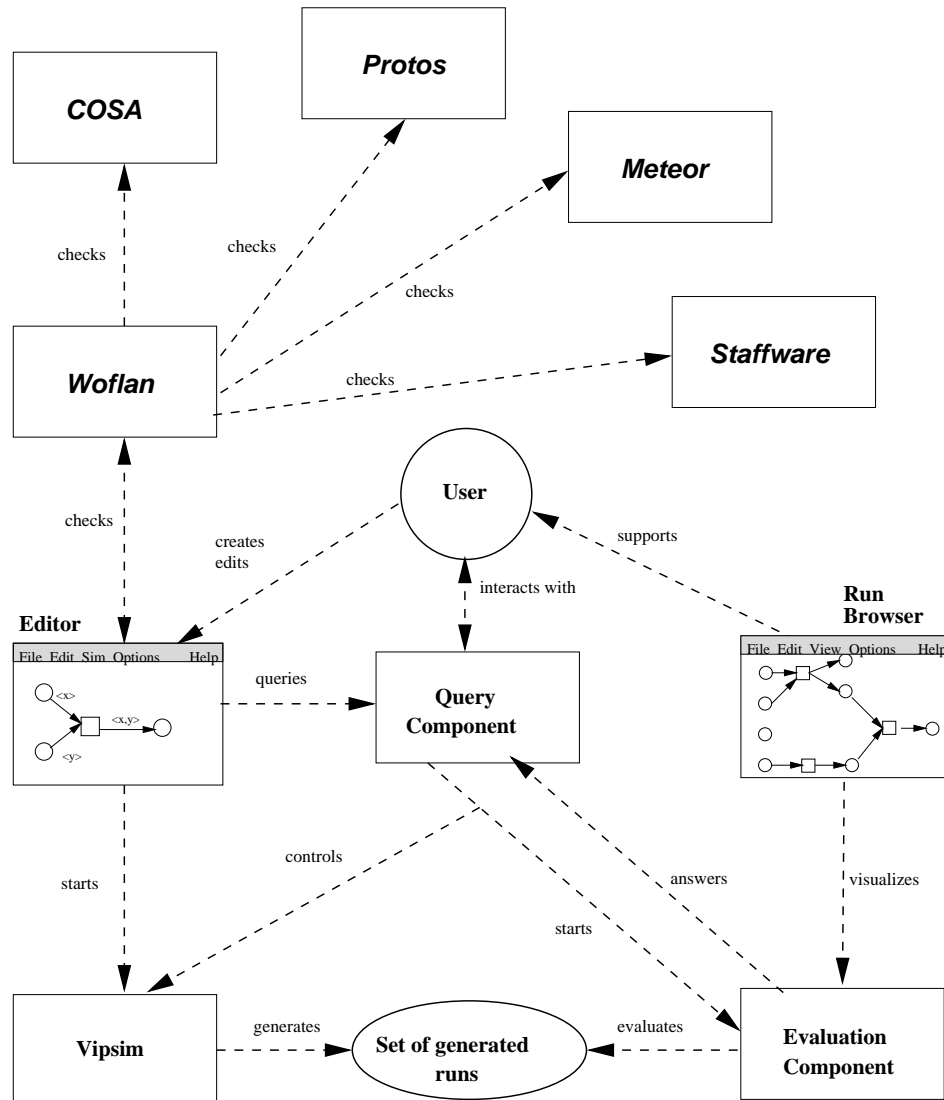 Protos
COSA
Meteor
checks
checks
checks
Staffware
Woflan
checks
User
checks
creates
edits
supports
interacts with
Editor
Run
Browser
File Edit Sim Options Help
File Edit View Options Help
<x>
queries
Query
Component
<x,y>
<y>
controls
answers
visualizes
starts
starts
Vipsim
generates
Set of generated
runs
evaluates
Evaluation
Component